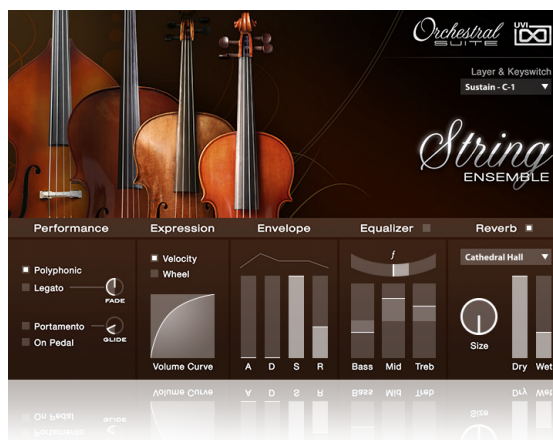 Orchestral
SUITE
UVI
Layer & Keyswitch
Sustain - C-1
String
ENSEMBLE
Performance
Expression
Envelope
Equalizer
Reverb
Polyphonic
Legato
FADE
Portamento
On Pedal
GLIDE
Velocity
Wheel
Volume Curve
A
D
S
R
f
Bass
Mid
Treb
Cathedral Hall
Size
Dry
Wet